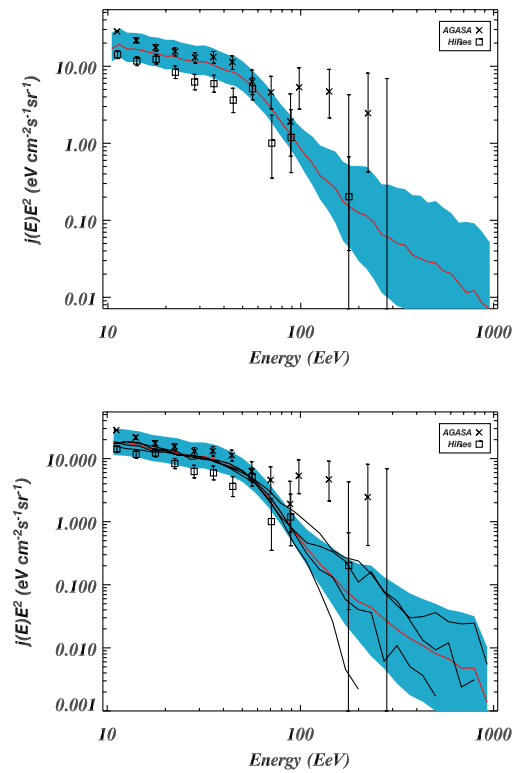 AGASA
HiRes
10.00
1.00
0.10
0.01
j(E)E² (eV cm⁻²s⁻¹sr⁻¹)
10
100
1000
Energy (EeV)
AGASA
HiRes
10.000
1.000
0.100
0.010
0.001
j(E)E² (eV cm⁻²s⁻¹sr⁻¹)
10
100
1000
Energy (EeV)